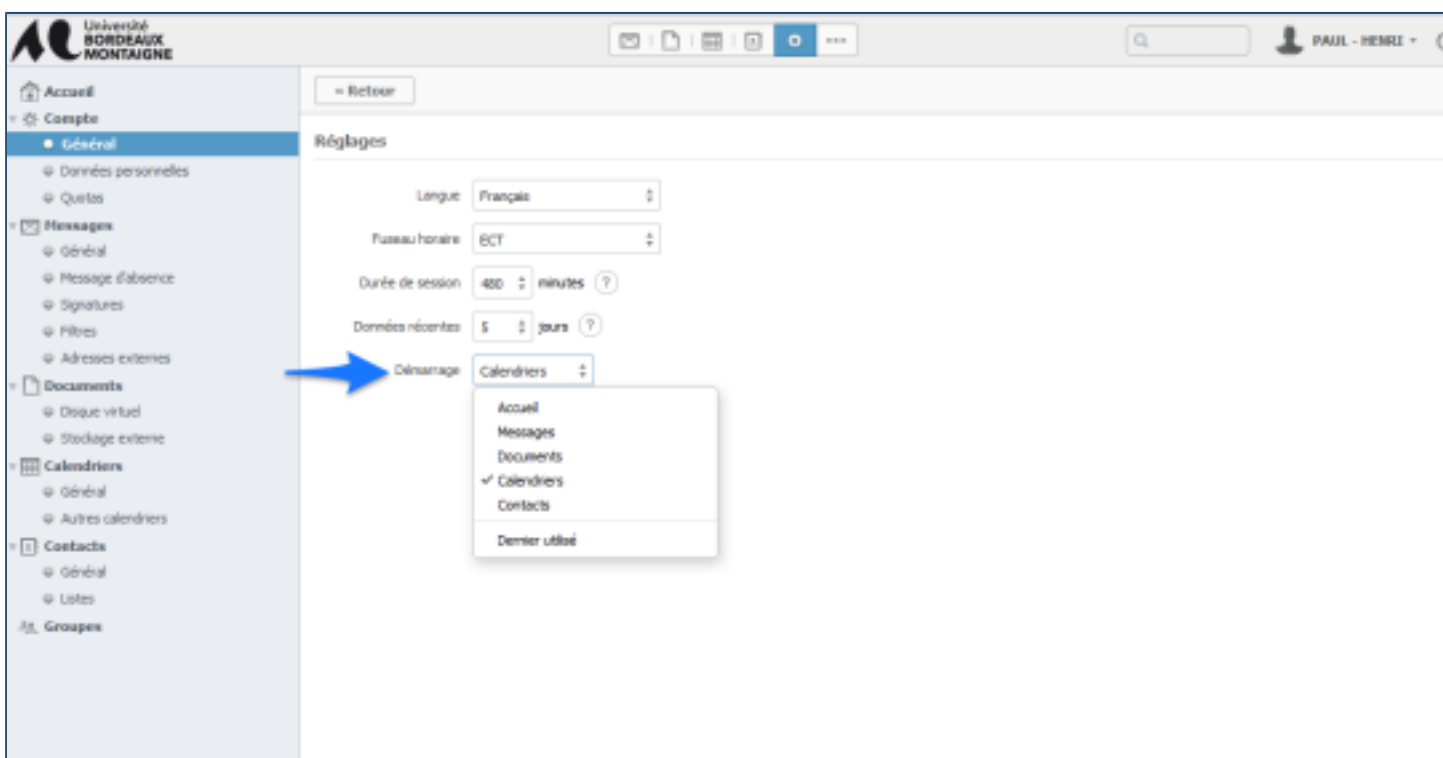 Université
BORDEAUX
MONTAIGNE
PAUL - HENRI
Accueil
Compte
Général
Données personnelles
Quotas
Messages
Général
Message d'absence
Signatures
Filtres
Adresses externes
Documents
Disque virtuel
Stockage externe
Calendriers
Général
Autres calendriers
Contacts
Général
Listes
Groupes
« Retour
Réglages
Langue Français
Fuseau horaire ECT
Durée de session 480 minutes ?
Données récentes 5 jours ?
Démarrage Calendriers
Accueil
Messages
Documents
✓ Calendriers
Contacts
Dernier utilisé